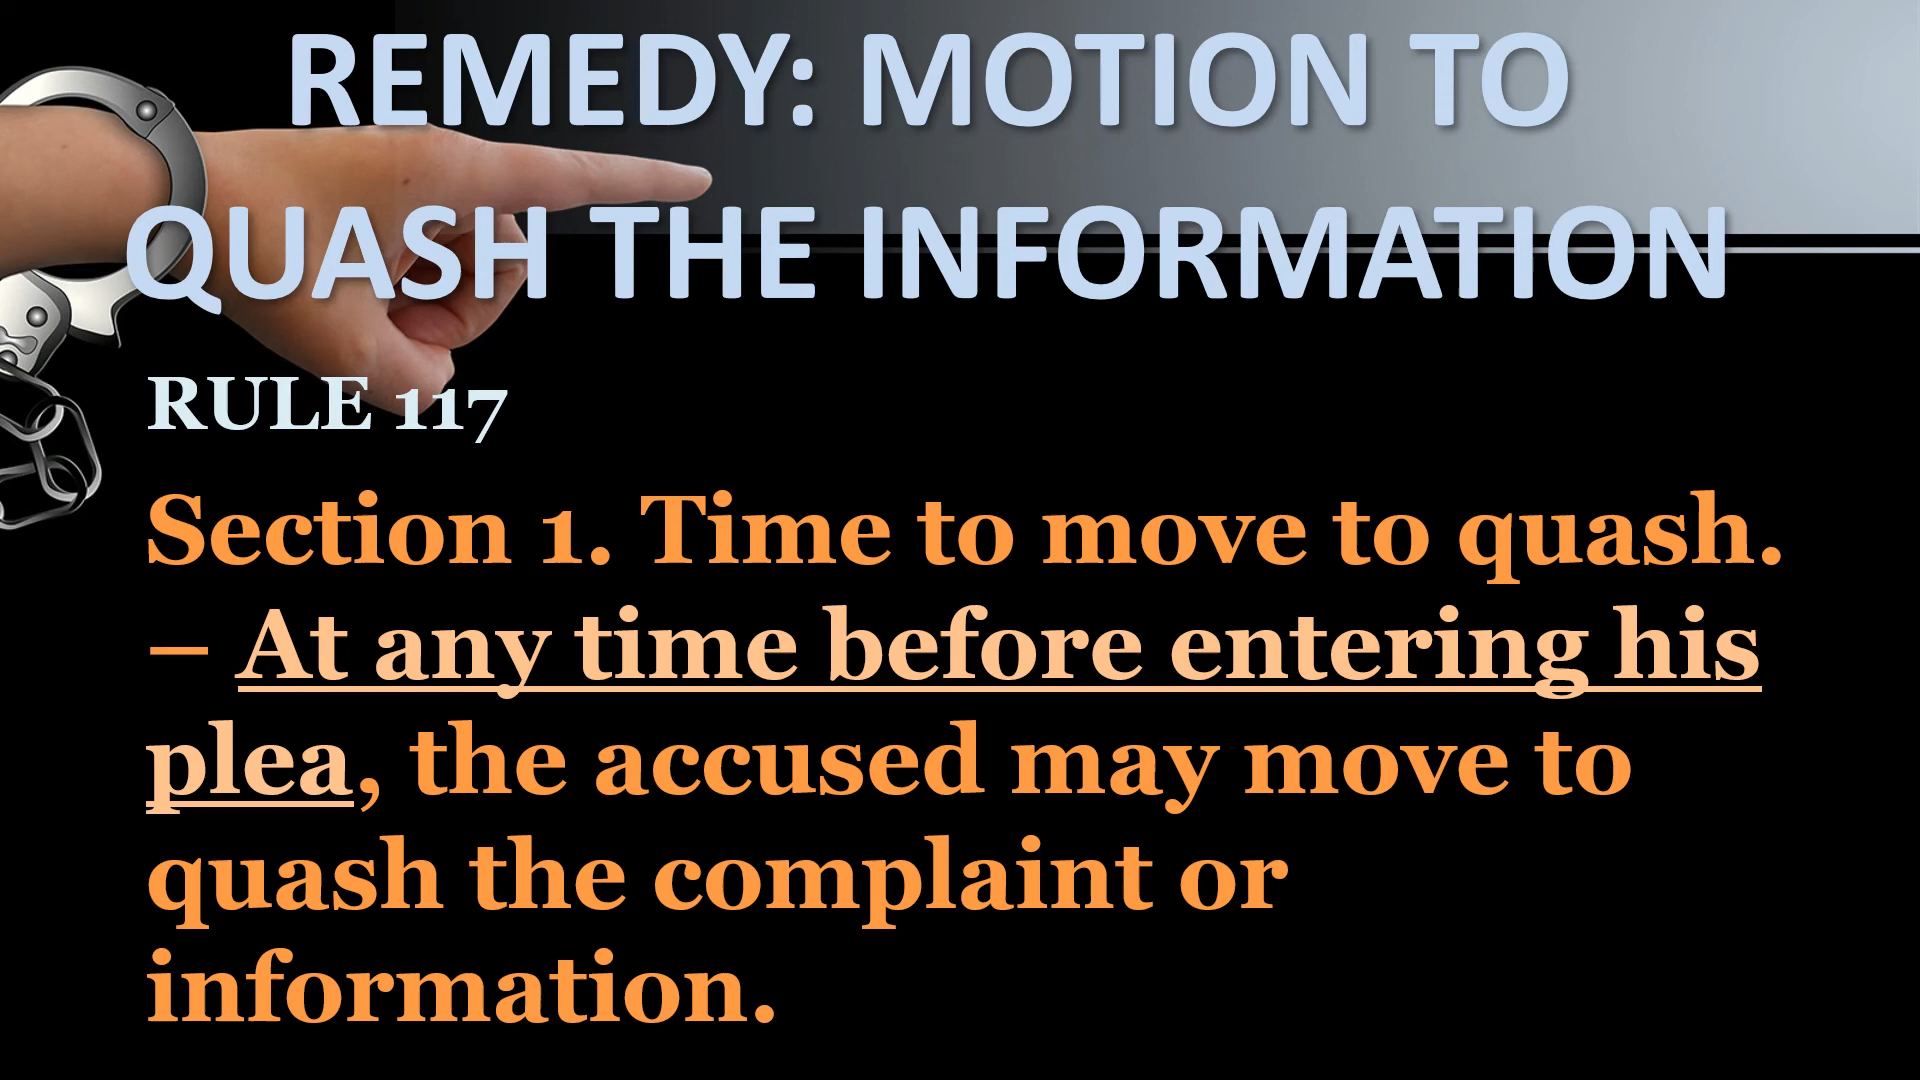 REMEDY: MOTION TO
QUASH THE INFORMATION
RULE 117
Section 1. Time to move to quash.
– At any time before entering his
plea, the accused may move to
quash the complaint or
information.